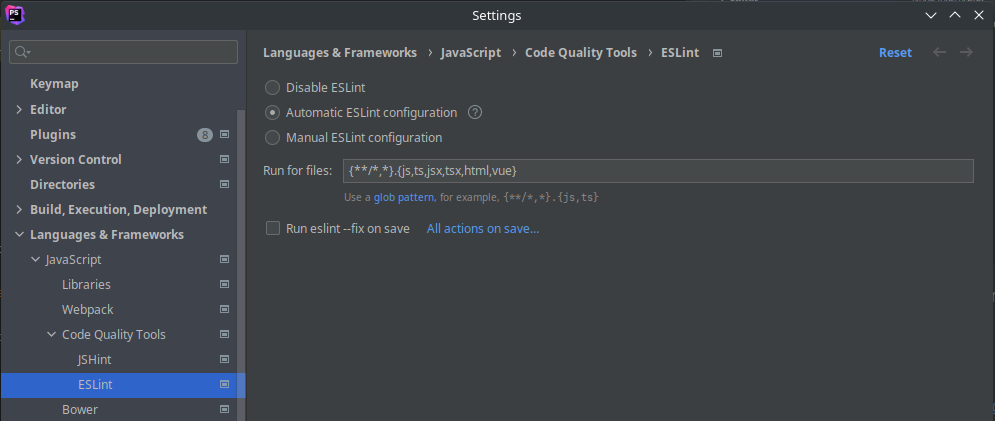 PS
Settings
Keymap
Editor
Plugins 8
Version Control
Directories
Build, Execution, Deployment
Languages & Frameworks
JavaScript
Libraries
Webpack
Code Quality Tools
JSHint
ESLint
Bower
Languages & Frameworks › JavaScript › Code Quality Tools › ESLint Reset
Disable ESLint
Automatic ESLint configuration ?
Manual ESLint configuration
Run for files: {**/*,*}.{js,ts,jsx,tsx,html,vue}
Use a glob pattern, for example, {**/*,*}.{js,ts}
Run eslint --fix on save All actions on save...